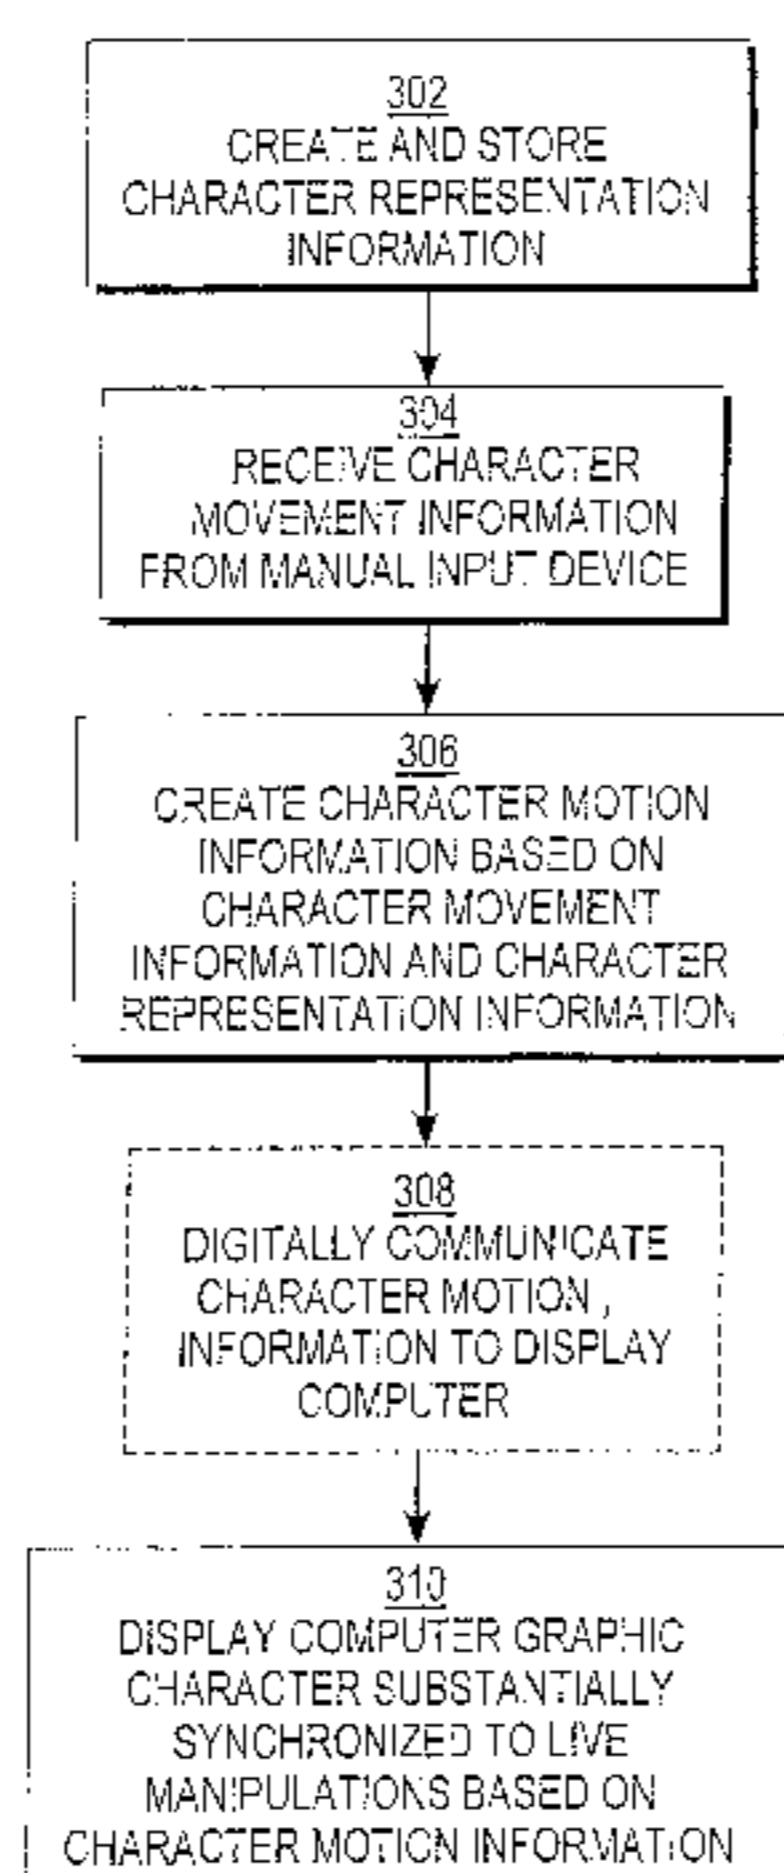 302
CREATE AND STORE
CHARACTER REPRESENTATION
INFORMATION
304
RECEIVE CHARACTER
MOVEMENT INFORMATION
FROM MANUAL INPUT DEVICE
306
CREATE CHARACTER MOTION
INFORMATION BASED ON
CHARACTER MOVEMENT
INFORMATION AND CHARACTER
REPRESENTATION INFORMATION
308
DIGITALLY COMMUNICATE
CHARACTER MOTION ,
INFORMATION TO DISPLAY
COMPUTER
310
DISPLAY COMPUTER GRAPHIC
CHARACTER SUBSTANTIALLY
SYNCHRONIZED TO LIVE
MANIPULATIONS BASED ON
CHARACTER MOTION INFORMATION